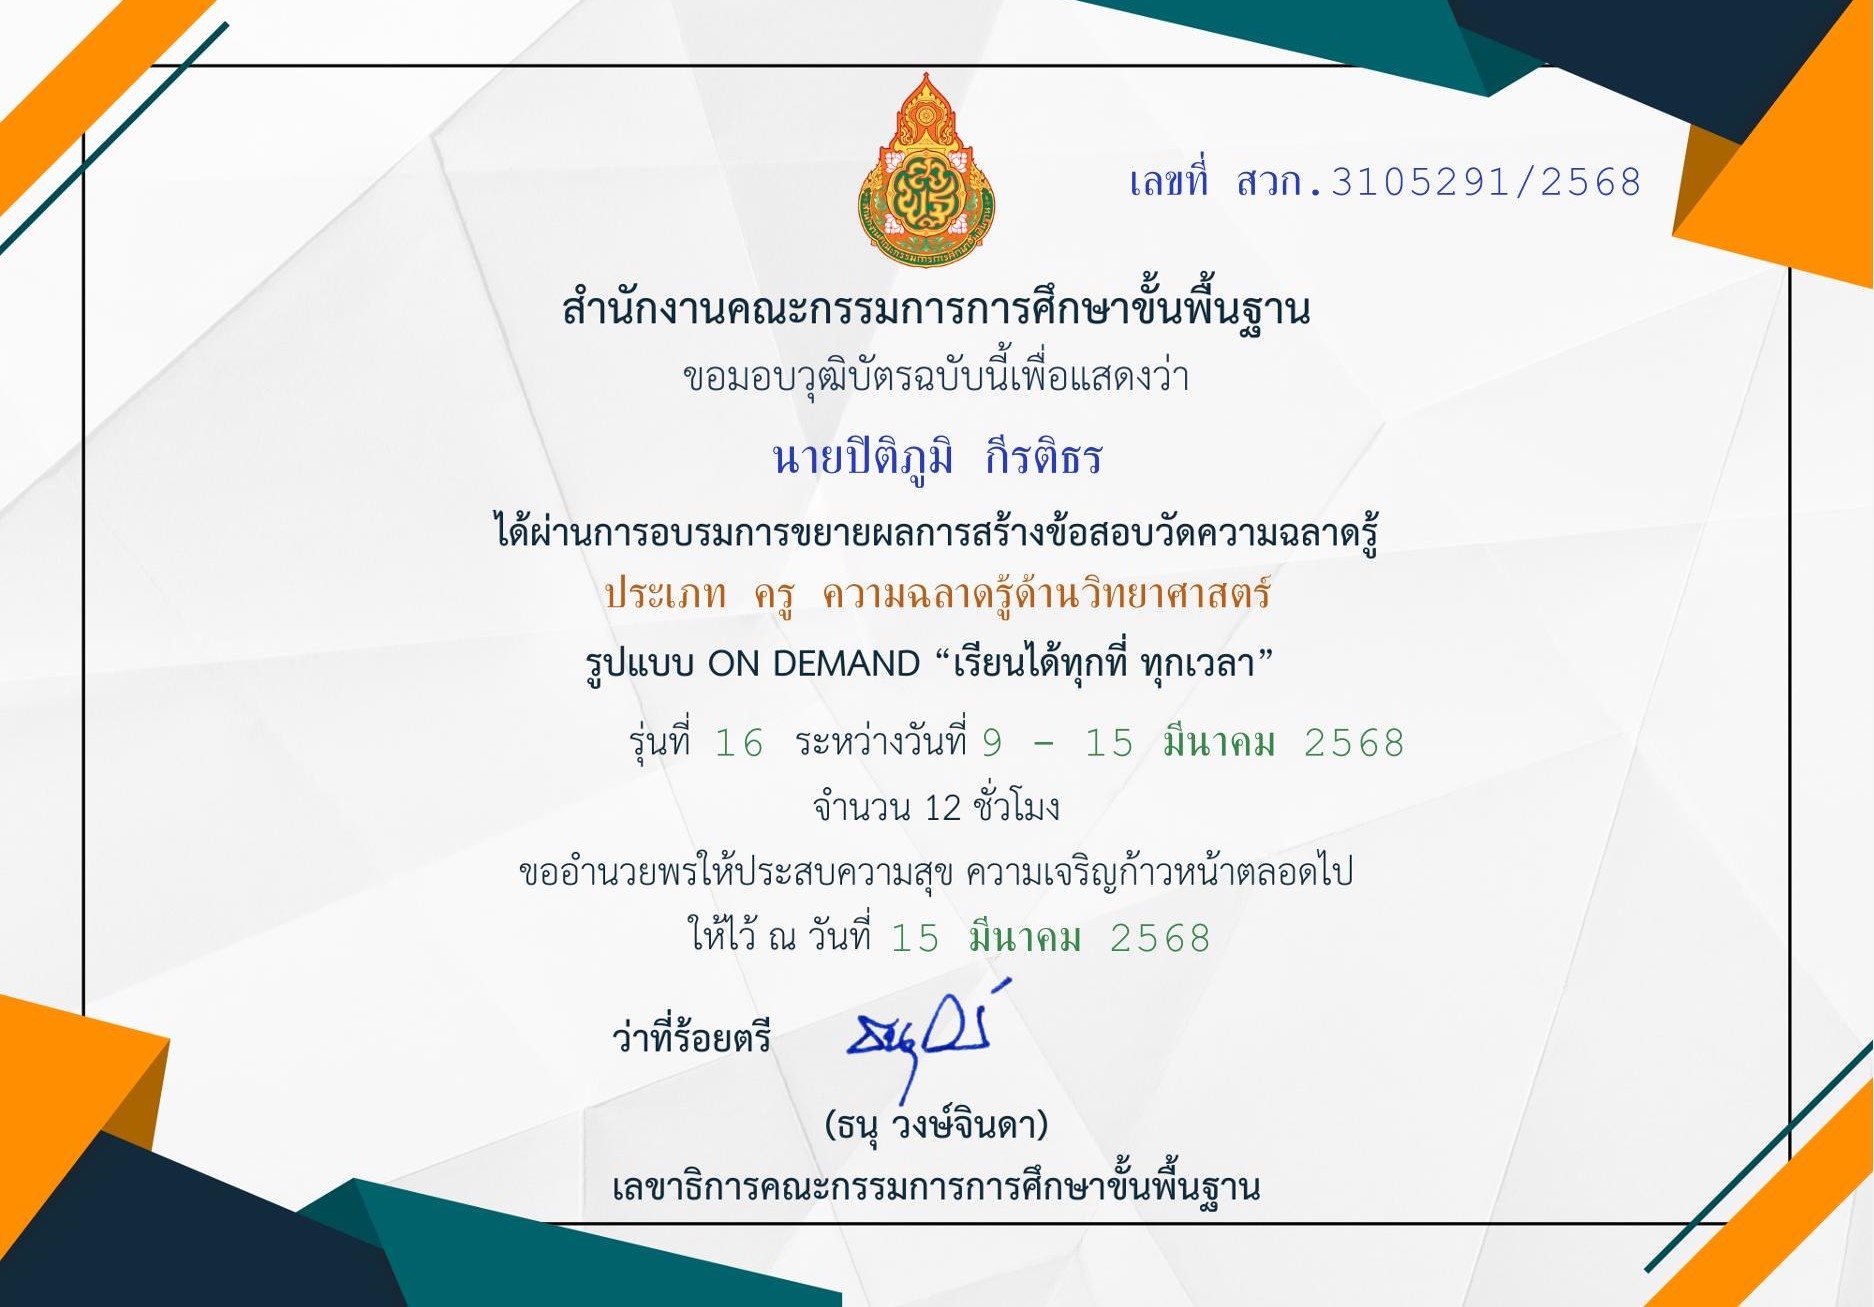 เลขที่ สวก.3105291/2568
สำนักงานคณะกรรมการการศึกษาขั้นพื้นฐาน
ขอมอบวุฒิบัตรฉบับนี้เพื่อแสดงว่า
นายปิติภูมิ กีรติธร
ได้ผ่านการอบรมการขยายผลการสร้างข้อสอบวัดความฉลาดรู้
ประเภท ครู ความฉลาดรู้ด้านวิทยาศาสตร์
รูปแบบ ON DEMAND “เรียนได้ทุกที่ ทุกเวลา”
รุ่นที่ 16 ระหว่างวันที่ 9 - 15 มีนาคม 2568
จำนวน 12 ชั่วโมง
ขออำนวยพรให้ประสบความสุข ความเจริญก้าวหน้าตลอดไป
ให้ไว้ ณ วันที่ 15 มีนาคม 2568
ว่าที่ร้อยตรี
(ธนุ วงษ์จินดา)
เลขาธิการคณะกรรมการการศึกษาขั้นพื้นฐาน